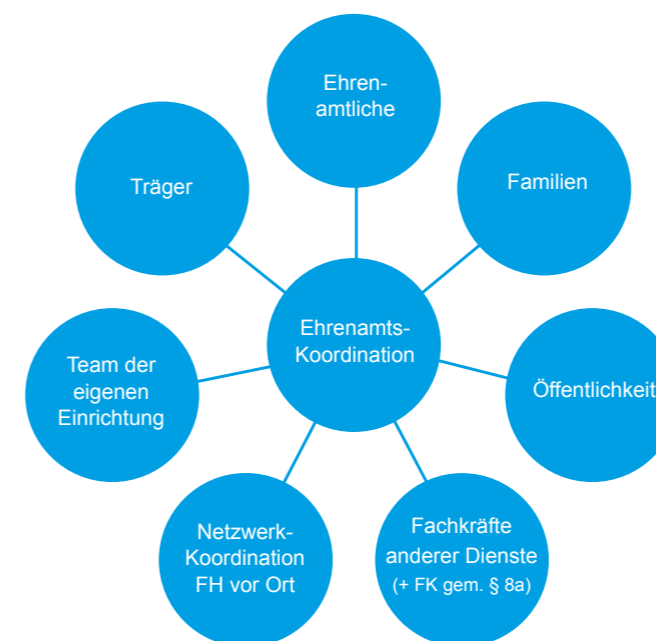 Ehren-
amtliche
Träger
Familien
Ehrenamts-
Koordination
Team der
eigenen
Einrichtung
Öffentlichkeit
Netzwerk-
Koordination
FH vor Ort
Fachkräfte
anderer Dienste
(+ FK gem. § 8a)